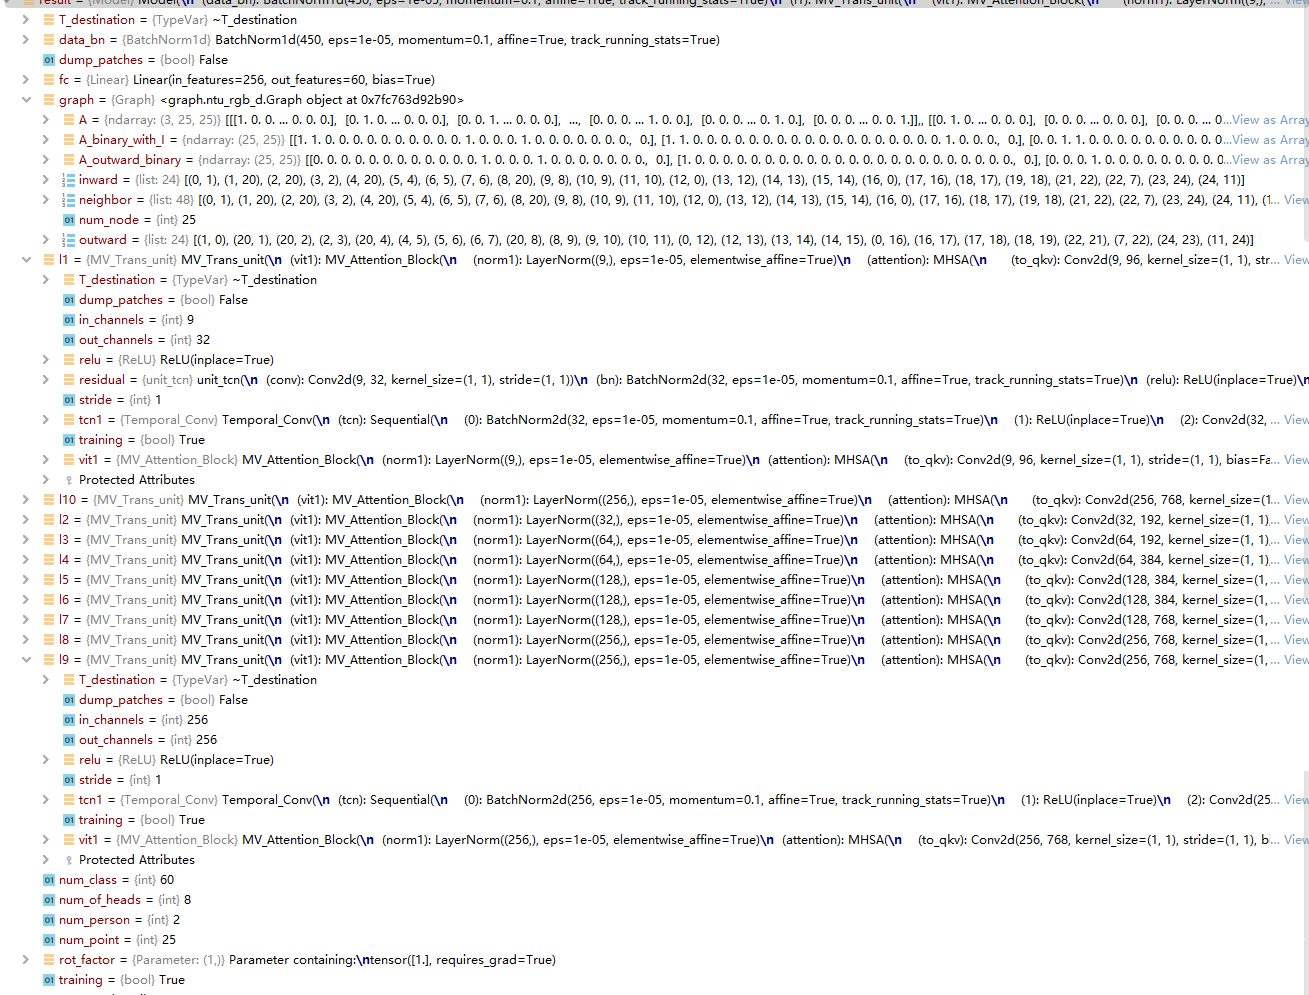 result = {Model} Model(\n (data_bn): BatchNorm1d(450, eps=1e-05, momentum=0.1, affine=True, track_running_stats=True)\n (l1): MV_Trans_unit(\n (vit1): MV_Attention_Block(\n (norm1): LayerNorm((9,), ... View
T_destination = {TypeVar} ~T_destination
data_bn = {BatchNorm1d} BatchNorm1d(450, eps=1e-05, momentum=0.1, affine=True, track_running_stats=True)
dump_patches = {bool} False
fc = {Linear} Linear(in_features=256, out_features=60, bias=True)
graph = {Graph} <graph.ntu_rgb_d.Graph object at 0x7fc763d92b90>
A = {ndarray: (3, 25, 25)} [[[1. 0. 0. ... 0. 0. 0.], [0. 1. 0. ... 0. 0. 0.], [0. 0. 1. ... 0. 0. 0.], ..., [0. 0. 0. ... 1. 0. 0.], [0. 0. 0. ... 0. 1. 0.], [0. 0. 0. ... 0. 0. 1.]],, [[0. 1. 0. ... 0. 0. 0.], [0. 0. 0. ... 0. 0. 0.], [0. 0. 0. ... 0 ...View as Array
A_binary_with_I = {ndarray: (25, 25)} [[1. 1. 0. 0. 0. 0. 0. 0. 0. 0. 0. 0. 1. 0. 0. 0. 1. 0. 0. 0. 0. 0. 0. 0., 0.], [1. 1. 0. 0. 0. 0. 0. 0. 0. 0. 0. 0. 0. 0. 0. 0. 0. 0. 0. 0. 1. 0. 0. 0., 0.], [0. 0. 1. 1. 0. 0. 0. 0. 0. 0. 0. ...View as Array
A_outward_binary = {ndarray: (25, 25)} [[0. 0. 0. 0. 0. 0. 0. 0. 0. 0. 0. 0. 1. 0. 0. 0. 1. 0. 0. 0. 0. 0. 0. 0., 0.], [1. 0. 0. 0. 0. 0. 0. 0. 0. 0. 0. 0. 0. 0. 0. 0. 0. 0. 0. 0. 0. 0. 0. 0., 0.], [0. 0. 0. 1. 0. 0. 0. 0. 0. 0. 0. ...View as Array
inward = {list: 24} [(0, 1), (1, 20), (2, 20), (3, 2), (4, 20), (5, 4), (6, 5), (7, 6), (8, 20), (9, 8), (10, 9), (11, 10), (12, 0), (13, 12), (14, 13), (15, 14), (16, 0), (17, 16), (18, 17), (19, 18), (21, 22), (22, 7), (23, 24), (24, 11)]
neighbor = {list: 48} [(0, 1), (1, 20), (2, 20), (3, 2), (4, 20), (5, 4), (6, 5), (7, 6), (8, 20), (9, 8), (10, 9), (11, 10), (12, 0), (13, 12), (14, 13), (15, 14), (16, 0), (17, 16), (18, 17), (19, 18), (21, 22), (22, 7), (23, 24), (24, 11), (1... View
num_node = {int} 25
outward = {list: 24} [(1, 0), (20, 1), (20, 2), (2, 3), (20, 4), (4, 5), (5, 6), (6, 7), (20, 8), (8, 9), (9, 10), (10, 11), (0, 12), (12, 13), (13, 14), (14, 15), (0, 16), (16, 17), (17, 18), (18, 19), (22, 21), (7, 22), (24, 23), (11, 24)]
l1 = {MV_Trans_unit} MV_Trans_unit(\n (vit1): MV_Attention_Block(\n (norm1): LayerNorm((9,), eps=1e-05, elementwise_affine=True)\n (attention): MHSA(\n (to_qkv): Conv2d(9, 96, kernel_size=(1, 1), str... View
T_destination = {TypeVar} ~T_destination
dump_patches = {bool} False
in_channels = {int} 9
out_channels = {int} 32
relu = {ReLU} ReLU(inplace=True)
residual = {unit_tcn} unit_tcn(\n (conv): Conv2d(9, 32, kernel_size=(1, 1), stride=(1, 1))\n (bn): BatchNorm2d(32, eps=1e-05, momentum=0.1, affine=True, track_running_stats=True)\n (relu): ReLU(inplace=True)\n
stride = {int} 1
tcn1 = {Temporal_Conv} Temporal_Conv(\n (tcn): Sequential(\n (0): BatchNorm2d(32, eps=1e-05, momentum=0.1, affine=True, track_running_stats=True)\n (1): ReLU(inplace=True)\n (2): Conv2d(32, ... View
training = {bool} True
vit1 = {MV_Attention_Block} MV_Attention_Block(\n (norm1): LayerNorm((9,), eps=1e-05, elementwise_affine=True)\n (attention): MHSA(\n (to_qkv): Conv2d(9, 96, kernel_size=(1, 1), stride=(1, 1), bias=Fa... View
Protected Attributes
l10 = {MV_Trans_unit} MV_Trans_unit(\n (vit1): MV_Attention_Block(\n (norm1): LayerNorm((256,), eps=1e-05, elementwise_affine=True)\n (attention): MHSA(\n (to_qkv): Conv2d(256, 768, kernel_size=(1... View
l2 = {MV_Trans_unit} MV_Trans_unit(\n (vit1): MV_Attention_Block(\n (norm1): LayerNorm((32,), eps=1e-05, elementwise_affine=True)\n (attention): MHSA(\n (to_qkv): Conv2d(32, 192, kernel_size=(1, 1)... View
l3 = {MV_Trans_unit} MV_Trans_unit(\n (vit1): MV_Attention_Block(\n (norm1): LayerNorm((64,), eps=1e-05, elementwise_affine=True)\n (attention): MHSA(\n (to_qkv): Conv2d(64, 192, kernel_size=(1, 1)... View
l4 = {MV_Trans_unit} MV_Trans_unit(\n (vit1): MV_Attention_Block(\n (norm1): LayerNorm((64,), eps=1e-05, elementwise_affine=True)\n (attention): MHSA(\n (to_qkv): Conv2d(64, 384, kernel_size=(1, 1)... View
l5 = {MV_Trans_unit} MV_Trans_unit(\n (vit1): MV_Attention_Block(\n (norm1): LayerNorm((128,), eps=1e-05, elementwise_affine=True)\n (attention): MHSA(\n (to_qkv): Conv2d(128, 384, kernel_size=(1, ... View
l6 = {MV_Trans_unit} MV_Trans_unit(\n (vit1): MV_Attention_Block(\n (norm1): LayerNorm((128,), eps=1e-05, elementwise_affine=True)\n (attention): MHSA(\n (to_qkv): Conv2d(128, 384, kernel_size=(1, ... View
l7 = {MV_Trans_unit} MV_Trans_unit(\n (vit1): MV_Attention_Block(\n (norm1): LayerNorm((128,), eps=1e-05, elementwise_affine=True)\n (attention): MHSA(\n (to_qkv): Conv2d(128, 768, kernel_size=(1, ... View
l8 = {MV_Trans_unit} MV_Trans_unit(\n (vit1): MV_Attention_Block(\n (norm1): LayerNorm((256,), eps=1e-05, elementwise_affine=True)\n (attention): MHSA(\n (to_qkv): Conv2d(256, 768, kernel_size=(1, ... View
l9 = {MV_Trans_unit} MV_Trans_unit(\n (vit1): MV_Attention_Block(\n (norm1): LayerNorm((256,), eps=1e-05, elementwise_affine=True)\n (attention): MHSA(\n (to_qkv): Conv2d(256, 768, kernel_size=(1, ... View
T_destination = {TypeVar} ~T_destination
dump_patches = {bool} False
in_channels = {int} 256
out_channels = {int} 256
relu = {ReLU} ReLU(inplace=True)
stride = {int} 1
tcn1 = {Temporal_Conv} Temporal_Conv(\n (tcn): Sequential(\n (0): BatchNorm2d(256, eps=1e-05, momentum=0.1, affine=True, track_running_stats=True)\n (1): ReLU(inplace=True)\n (2): Conv2d(25... View
training = {bool} True
vit1 = {MV_Attention_Block} MV_Attention_Block(\n (norm1): LayerNorm((256,), eps=1e-05, elementwise_affine=True)\n (attention): MHSA(\n (to_qkv): Conv2d(256, 768, kernel_size=(1, 1), stride=(1, 1), b... View
Protected Attributes
num_class = {int} 60
num_of_heads = {int} 8
num_person = {int} 2
num_point = {int} 25
rot_factor = {Parameter: (1,)} Parameter containing:\ntensor([1.], requires_grad=True)
training = {bool} True